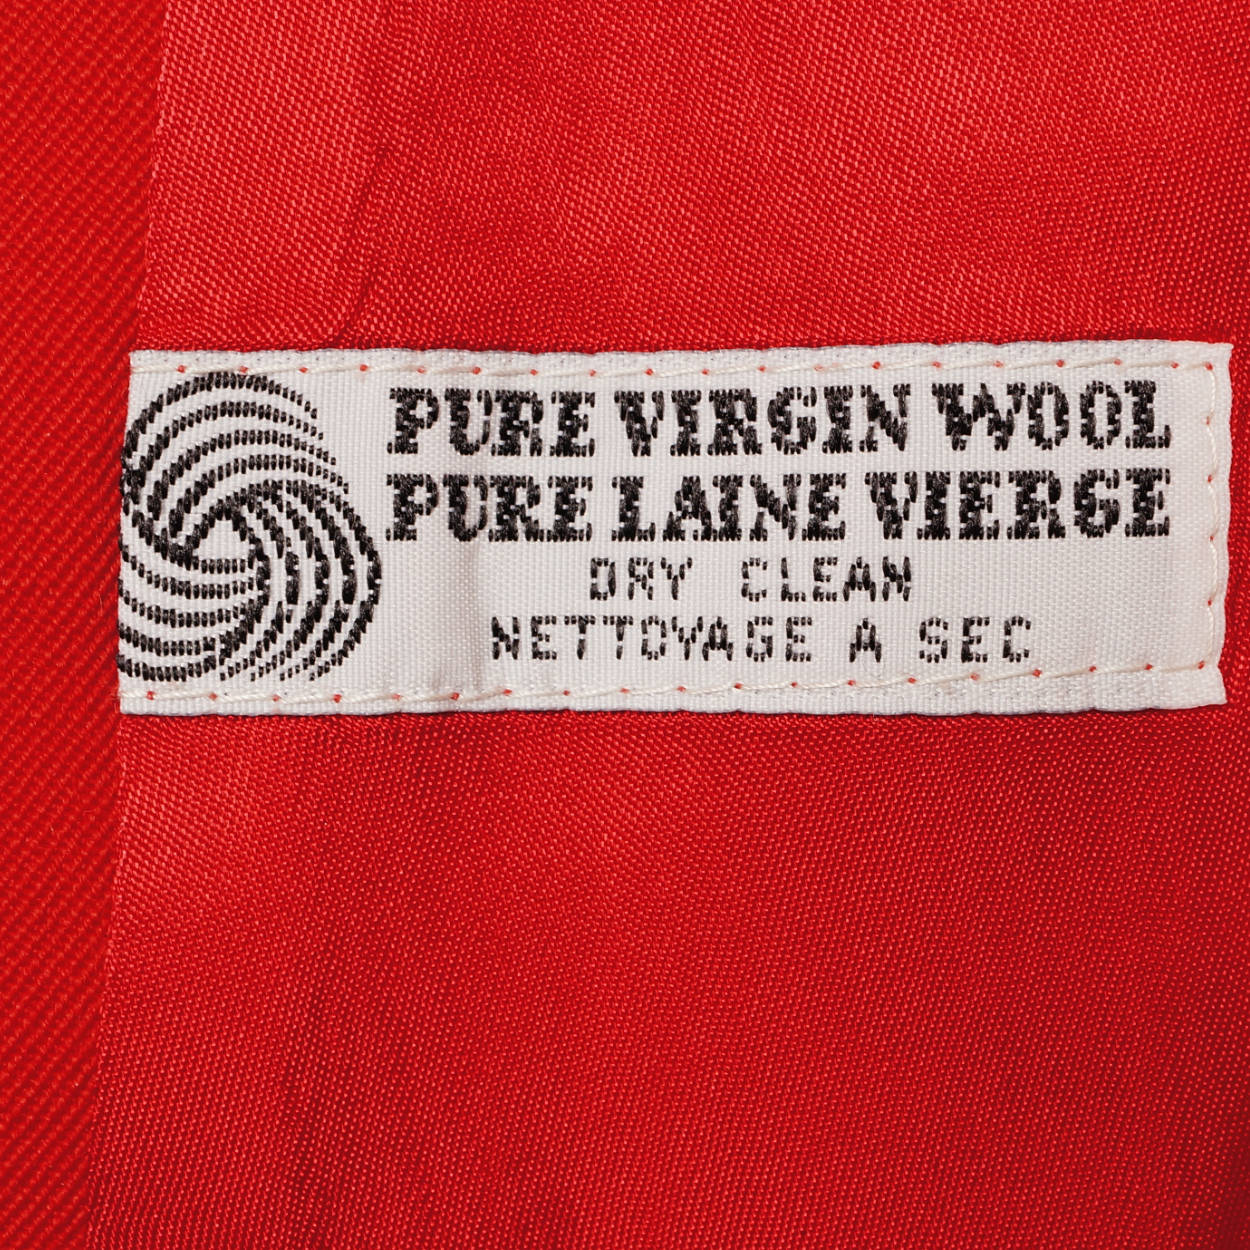 PURE VIRGIN WOOL
PURE LAINE VIERGE
DRY CLEAN
NETTOYAGE A SEC